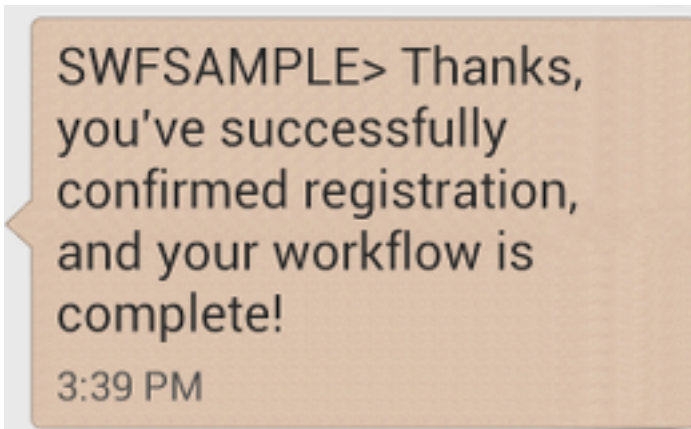 SWFSAMPLE> Thanks,
you've successfully
confirmed registration,
and your workflow is
complete!
3:39 PM